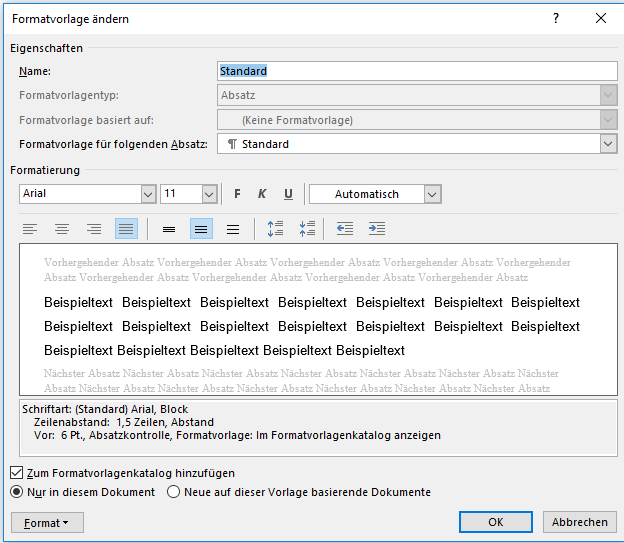 Formatvorlage ändern ?
Eigenschaften
Name: Standard
Formatvorlagentyp: Absatz
Formatvorlage basiert auf: (Keine Formatvorlage)
Formatvorlage für folgenden Absatz: ¶ Standard
Formatierung
Arial 11 F K U Automatisch
Vorhergehender Absatz Vorhergehender Absatz Vorhergehender Absatz Vorhergehender Absatz Vorhergehender
Absatz Vorhergehender Absatz Vorhergehender Absatz Vorhergehender Absatz Vorhergehender Absatz
Beispieltext Beispieltext Beispieltext Beispieltext Beispieltext Beispieltext Beispieltext
Beispieltext Beispieltext Beispieltext Beispieltext Beispieltext Beispieltext Beispieltext
Beispieltext Beispieltext Beispieltext Beispieltext Beispieltext
Nächster Absatz Nächster Absatz Nächster Absatz Nächster Absatz Nächster Absatz Nächster Absatz Nächster
Absatz Nächster Absatz Nächster Absatz Nächster Absatz Nächster Absatz Nächster Absatz Nächster Absatz
Schriftart: (Standard) Arial, Block
Zeilenabstand: 1,5 Zeilen, Abstand
Vor: 6 Pt., Absatzkontrolle, Formatvorlage: Im Formatvorlagenkatalog anzeigen
Zum Formatvorlagenkatalog hinzufügen
Nur in diesem Dokument Neue auf dieser Vorlage basierende Dokumente
Format OK Abbrechen